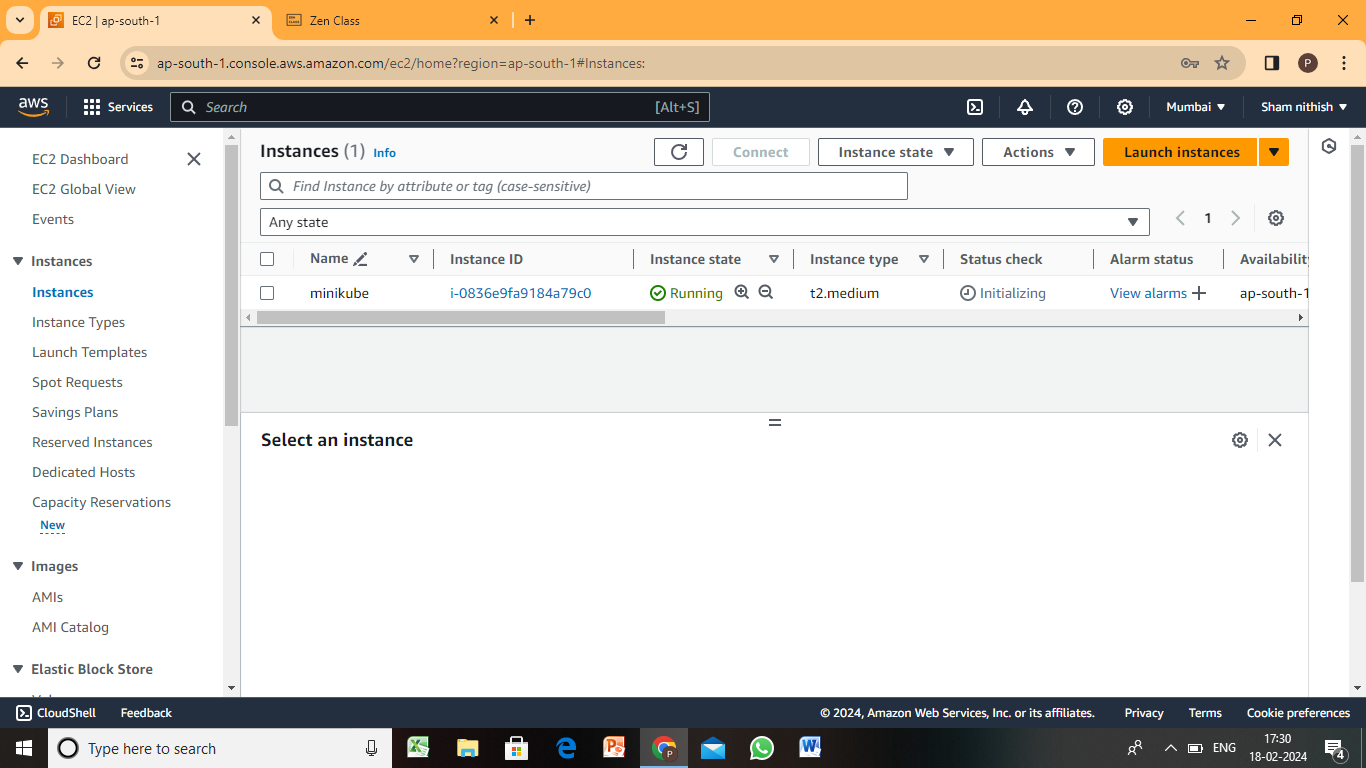 EC2 | ap-south-1
Zen Class
ap-south-1.console.aws.amazon.com/ec2/home?region=ap-south-1#Instances:
P
aws
Services
Search
[Alt+S]
Mumbai
Sham nithish
EC2 Dashboard
EC2 Global View
Events
Instances
Instances
Instance Types
Launch Templates
Spot Requests
Savings Plans
Reserved Instances
Dedicated Hosts
Capacity Reservations
New
Images
AMIs
AMI Catalog
Elastic Block Store
Instances (1) Info
Connect
Instance state
Actions
Launch instances
Find Instance by attribute or tag (case-sensitive)
Any state
1
Name Instance ID Instance state Instance type Status check Alarm status Availability
minikube i-0836e9fa9184a79c0 Running t2.medium Initializing View alarms ap-south-1
Select an instance
CloudShell Feedback © 2024, Amazon Web Services, Inc. or its affiliates. Privacy Terms Cookie preferences
Type here to search
ENG
17:30
18-02-2024
4